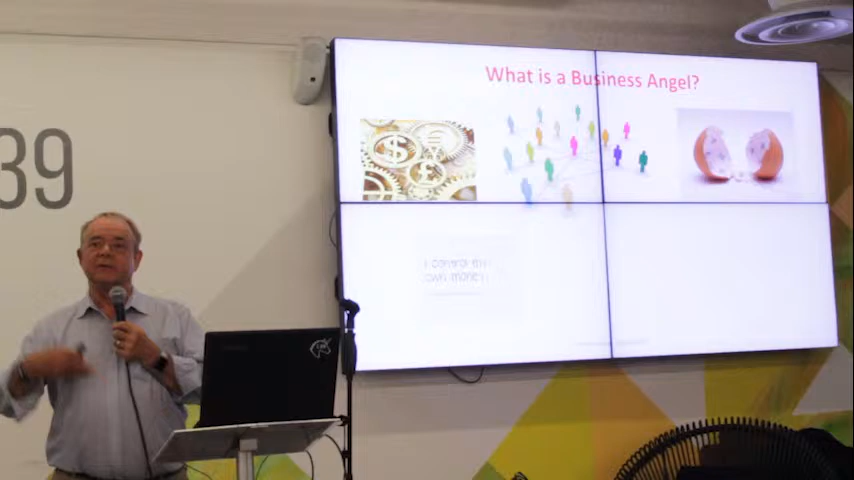 39
What is a Business Angel?
$
€
£
I control my
own money